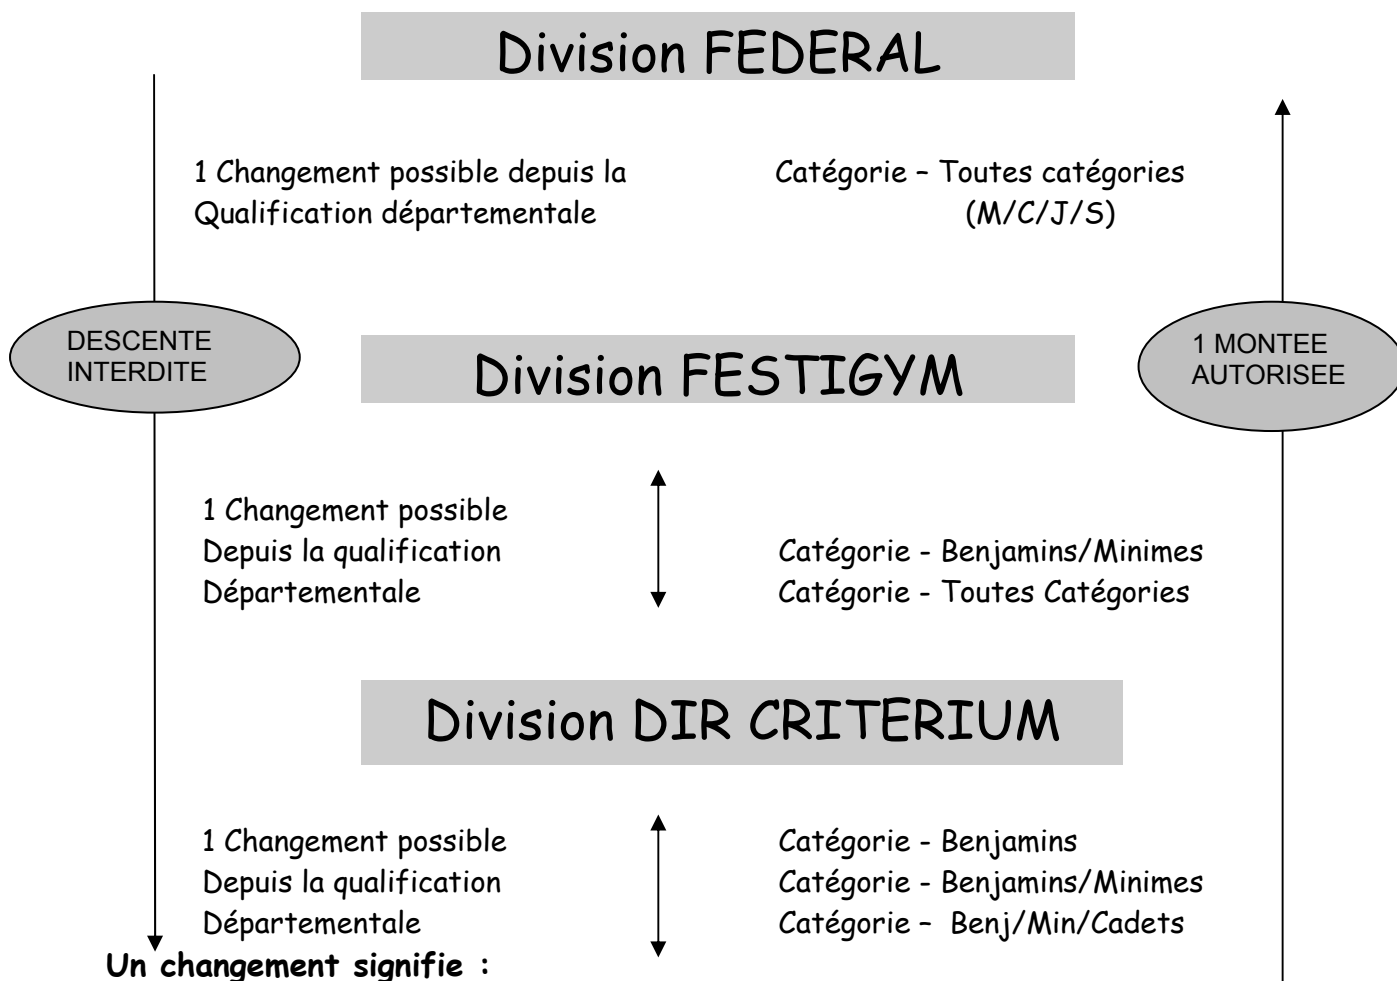 Division FEDERAL
1 Changement possible depuis la
Qualification départementale
Catégorie – Toutes catégories
(M/C/J/S)
DESCENTE
INTERDITE
1 MONTEE
AUTORISEE
Division FESTIGYM
1 Changement possible
Depuis la qualification
Départementale
Catégorie - Benjamins/Minimes
Catégorie - Toutes Catégories
Division DIR CRITERIUM
1 Changement possible
Depuis la qualification
Départementale
Catégorie - Benjamins
Catégorie - Benjamins/Minimes
Catégorie – Benj/Min/Cadets
Un changement signifie :